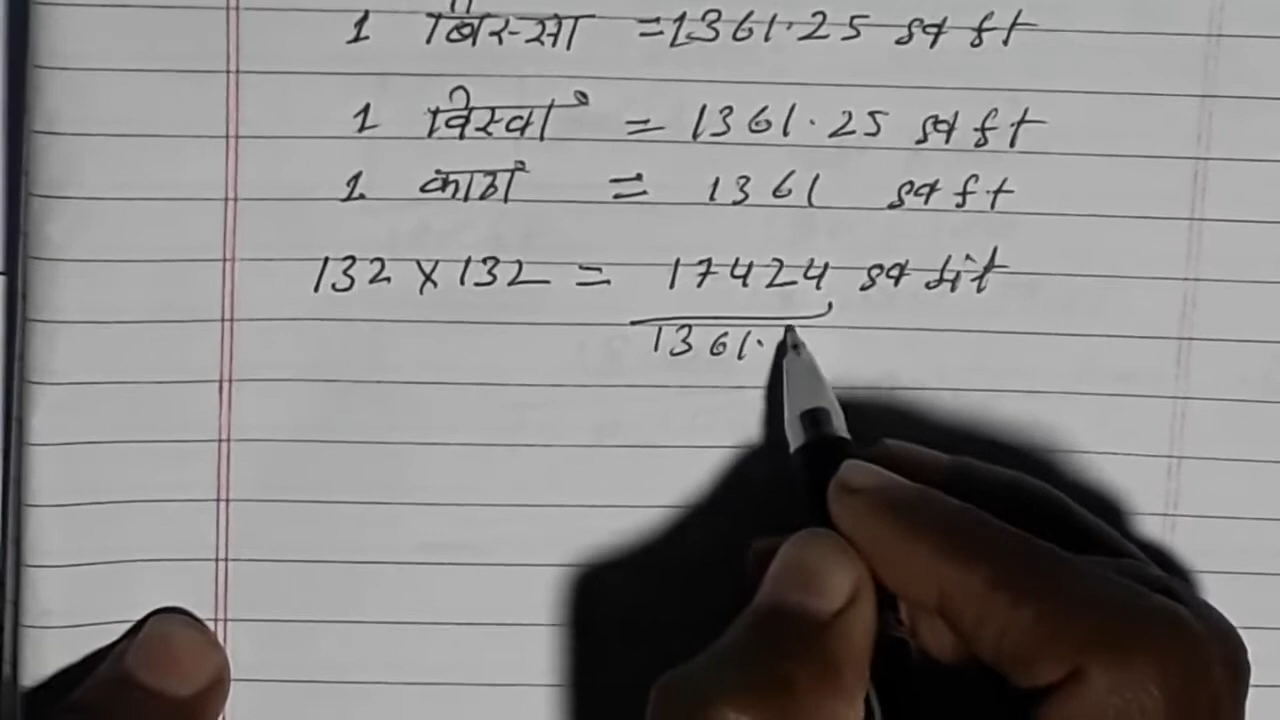 1 बिस्सा =1361.25 sq ft
1 विस्वां = 1361.25 sq ft
1 काठां = 1361 sq ft
132 X 132 = 17424 sq fit
1361.